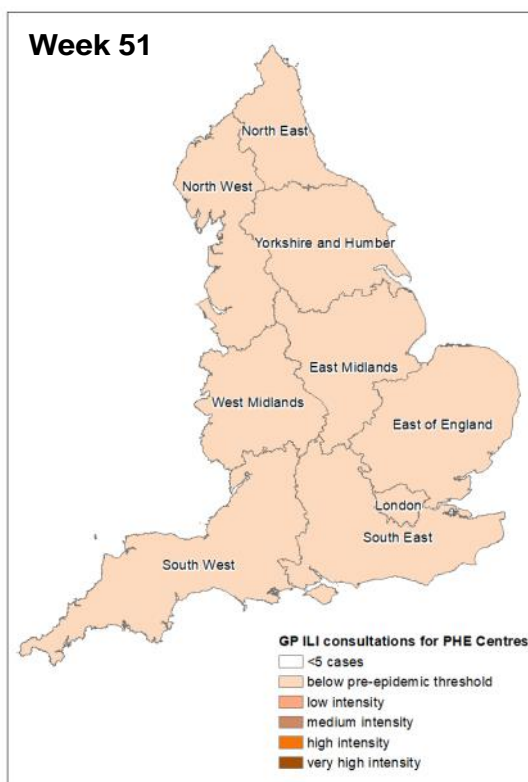 Week 51
North East
North West
Yorkshire and Humber
East Midlands
West Midlands
East of England
London
South East
South West
GP ILI consultations for PHE Centres
<5 cases
below pre-epidemic threshold
low intensity
medium intensity
high intensity
very high intensity